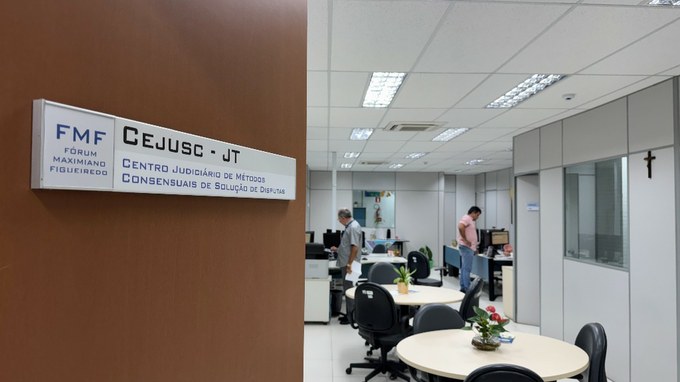 FMF
FÓRUM
MAXIMIANO
FIGUEIREDO
CEJUSC - JT
CENTRO JUDICIÁRIO DE MÉTODOS
CONSENSUAIS DE SOLUÇÃO DE DISPUTAS